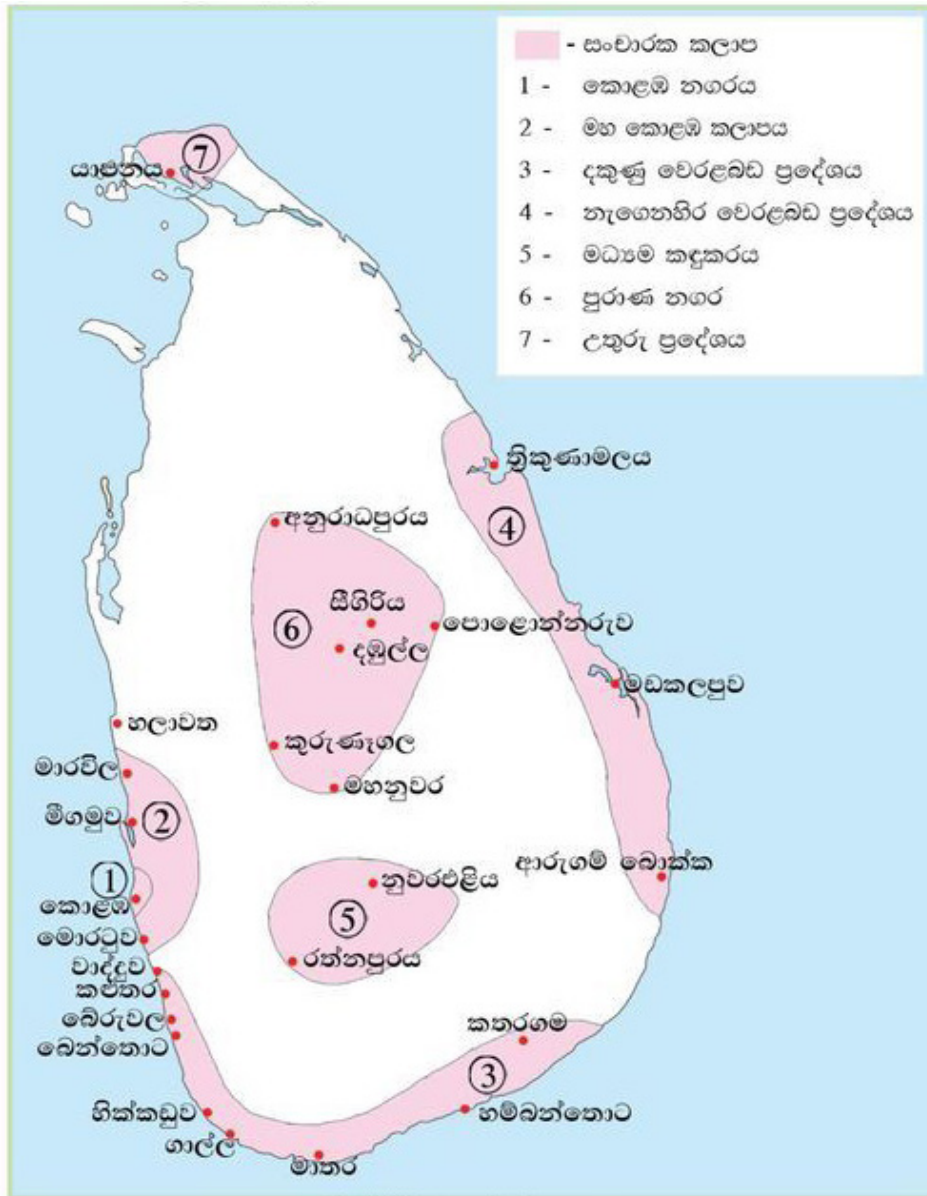 - සංචාරක කලාප
1 - කොළඹ නගරය
2 - මහ කොළඹ කලාපය
3 - දකුණු වෙරළබඩ ප්‍රදේශය
4 - නැගෙනහිර වෙරළබඩ ප්‍රදේශය
5 - මධ්‍යම කඳුකරය
6 - පුරාණ නගර
7 - උතුරු ප්‍රදේශය
7
යාපනය
ත්‍රිකුණාමලය
4
අනුරාධපුරය
සීගිරිය
6
පොළොන්නරුව
දඹුල්ල
මඩකලපුව
හලාවත
කුරුණෑගල
මාරවිල
මහනුවර
මීගමුව
2
ආරුගම් බොක්ක
1
නුවරඑළිය
කොළඹ
5
මොරටුව
රත්නපුරය
වාද්දුව
කළුතර
බේරුවල
කතරගම
බෙන්තොට
3
හික්කඩුව
හම්බන්තොට
ගාල්ල
මාතර